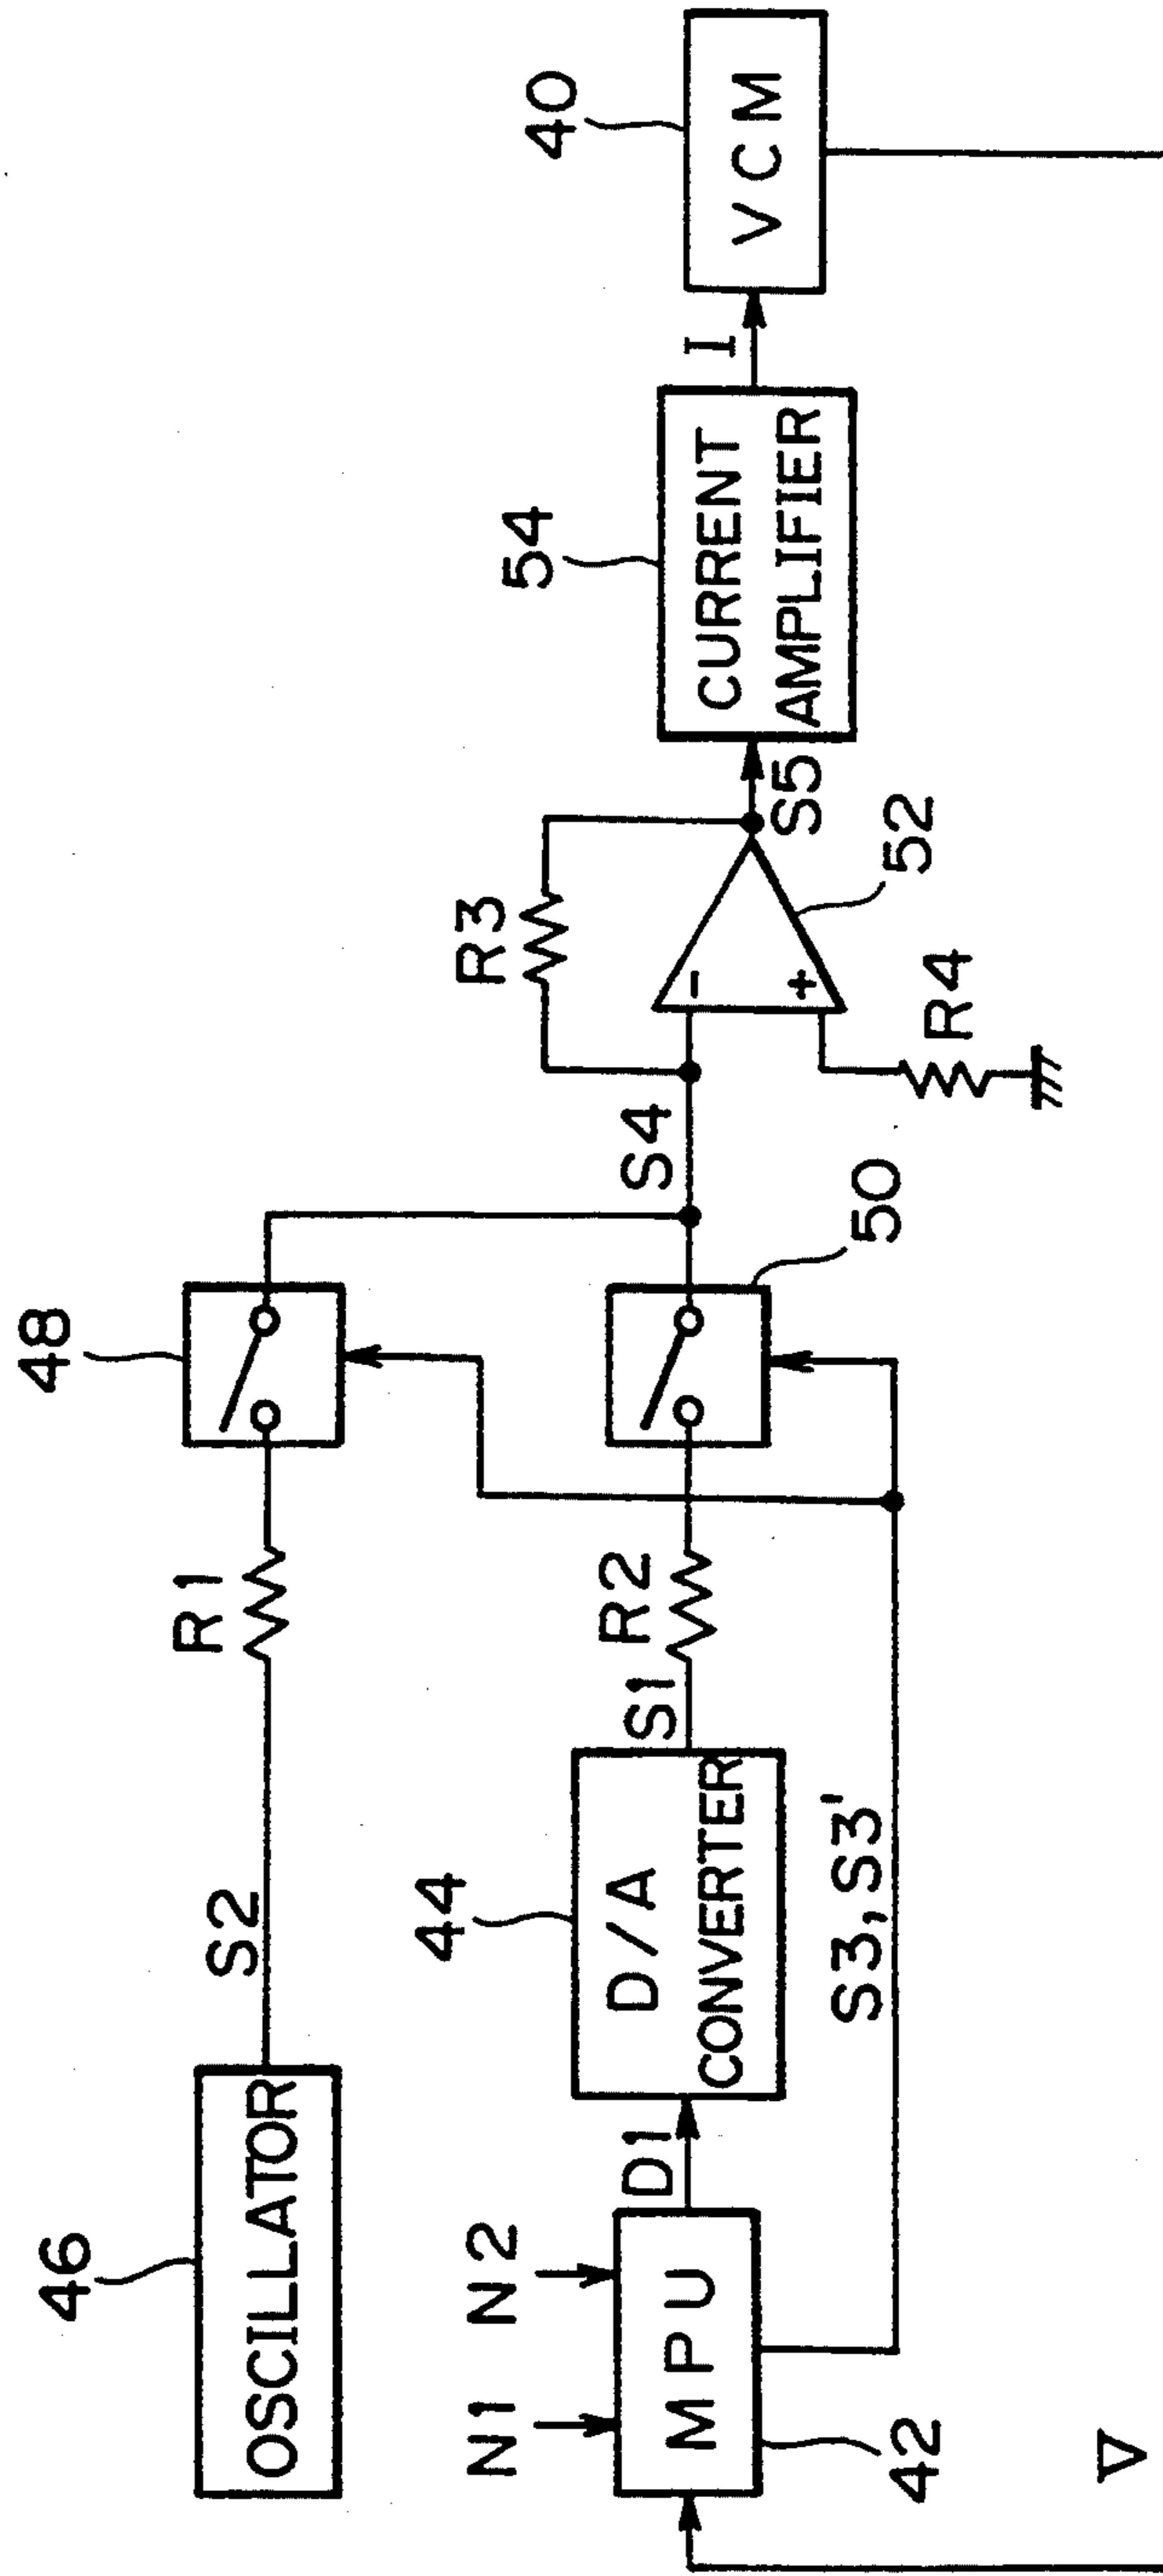 46
OSCILLATOR
S2
R1
48
N1
N2
MPU
42
D1
44
D/A
CONVERTER
S1
R2
50
S3, S3'
S4
R3
-
+
52
R4
S5
54
CURRENT
AMPLIFIER
I
40
VCM
V